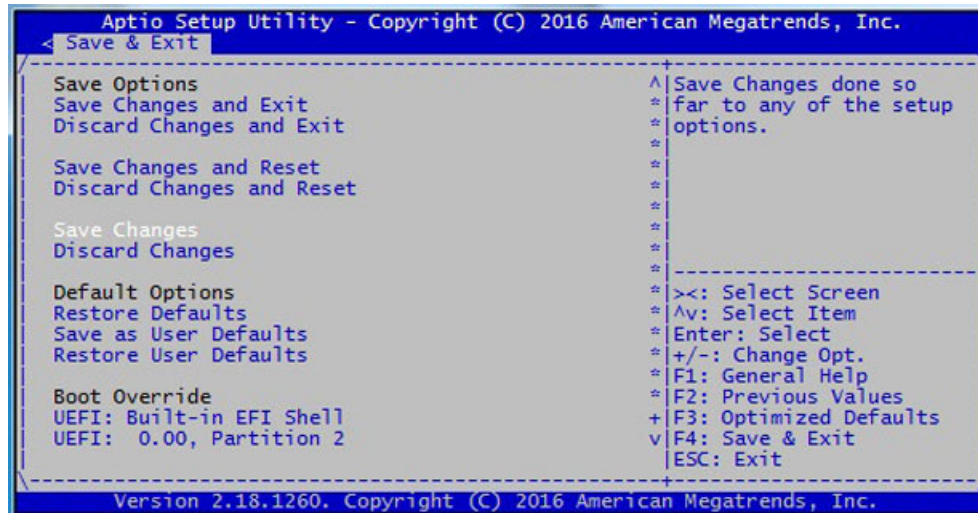 Aptio Setup Utility - Copyright (C) 2016 American Megatrends, Inc.
< Save & Exit
/----------------------------------------------------+------------------------
| Save Options ^|Save Changes done so
| Save Changes and Exit *|far to any of the setup
| Discard Changes and Exit *|options.
| *|
| Save Changes and Reset *|
| Discard Changes and Reset *|
| *|
| Save Changes *|
| Discard Changes *|
| *|------------------------
| Default Options *|><: Select Screen
| Restore Defaults *|^v: Select Item
| Save as User Defaults *|Enter: Select
| Restore User Defaults *|+/-: Change Opt.
| *|F1: General Help
| Boot Override *|F2: Previous Values
| UEFI: Built-in EFI Shell +|F3: Optimized Defaults
| UEFI:  0.00, Partition 2 v|F4: Save & Exit
| |ESC: Exit
\----------------------------------------------------+------------------------
Version 2.18.1260. Copyright (C) 2016 American Megatrends, Inc.